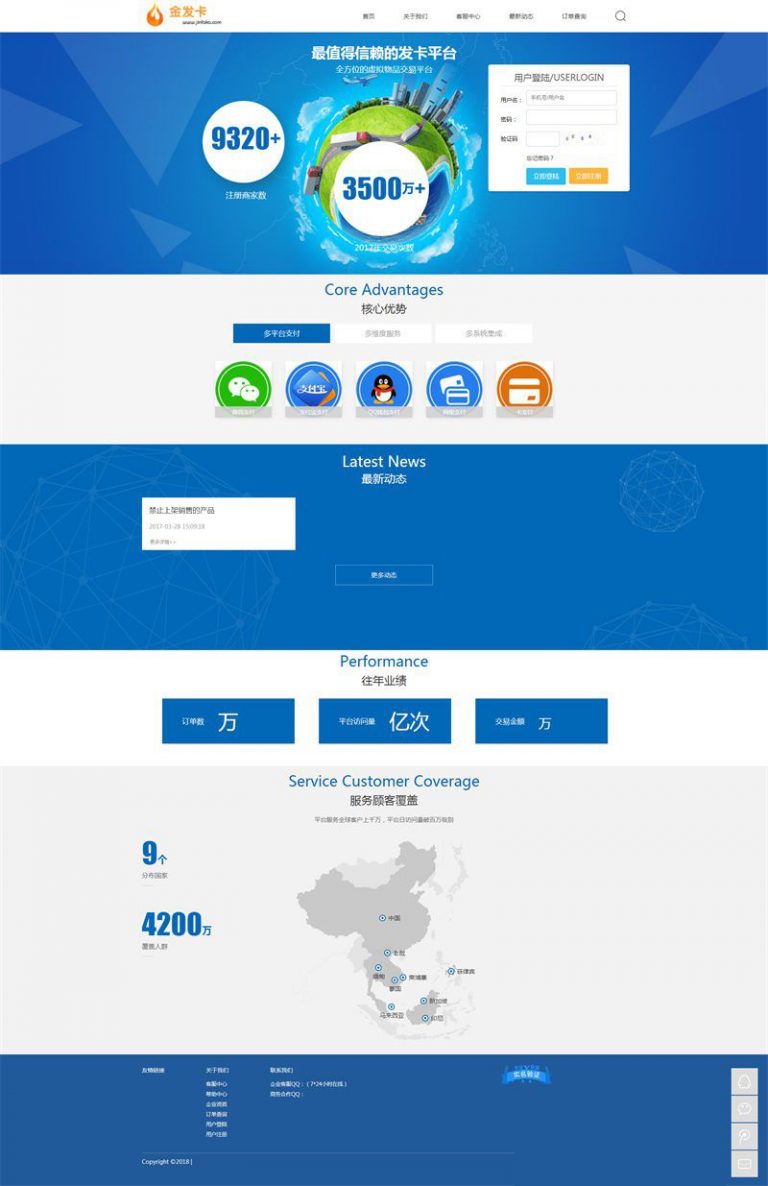 金发卡
www.jinfaka.com
首页
关于我们
客服中心
最新动态
订单查询
最值得信赖的发卡平台
全方位的虚拟物品交易平台
9320+
注册商家数
3500万+
2017年交易次数
用户登陆/USERLOGIN
用户名：
手机号/用户名
密码：
验证码
忘记密码？
立即登陆
立即注册
Core Advantages
核心优势
多平台支付
多维度服务
多系统集成
支付宝
微信支付
支付宝支付
QQ钱包支付
网银支付
卡支付
Latest News
最新动态
禁止上架销售的产品
2017-01-28 15:09:18
更多详情>>
更多动态
Performance
往年业绩
订单数 万
平台访问量 亿次
交易金额 万
Service Customer Coverage
服务顾客覆盖
平台服务全球客户上千万，平台日访问量破百万级别
9个
分布国家
4200万
覆盖人群
中国
老挝
缅甸
柬埔寨
泰国
菲律宾
新加坡
马来西亚
印尼
友情链接
关于我们
客服中心
帮助中心
企业资质
订单查询
用户登陆
用户注册
联系我们
企业客服QQ：（7*24小时在线）
商务合作QQ：
实名验证
Copyright ©2018 |